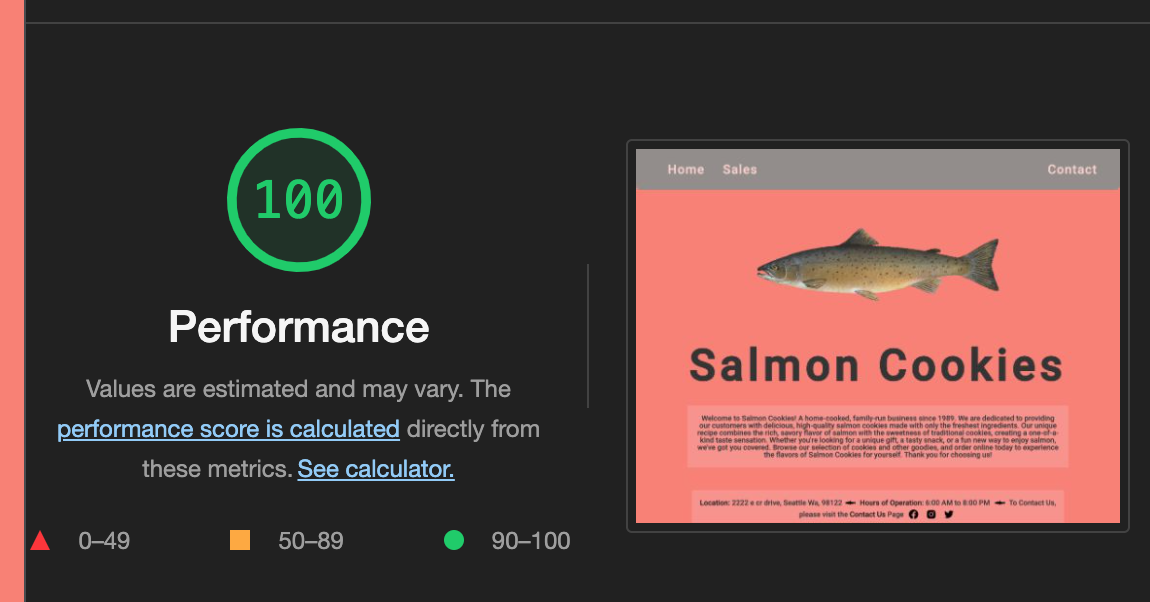 100
Performance
Values are estimated and may vary. The
performance score is calculated directly from
these metrics. See calculator.
0–49 50–89 90–100
Home Sales Contact
Salmon Cookies
Welcome to Salmon Cookies! A home-cooked, family-run business since 1989. We are dedicated to providing
our customers with delicious, high-quality salmon cookies made with only the freshest ingredients. Our unique
recipe combines the rich, savory flavor of salmon with the sweetness of traditional cookies, creating a one-of-a-
kind taste sensation. Whether you're looking for a unique gift, a tasty snack, or a fun new way to enjoy salmon,
we've got you covered. Browse our selection of cookies and other goodies, and order online today to experience
the flavors of Salmon Cookies for yourself. Thank you for choosing us!
Location: 2222 e cr drive, Seattle Wa, 98122 Hours of Operation: 6:00 AM to 8:00 PM To Contact Us,
please visit the Contact Us Page